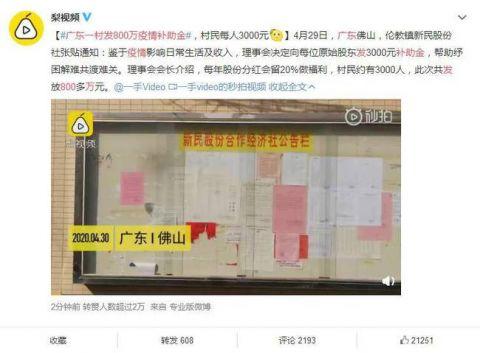 梨视频
【#广东一村发800万疫情补助金，村民每人3000元】4月29日，广东佛山，伦教镇新民股份
社张贴通知：鉴于疫情影响日常生活及收入，理事会决定向每位原始股东发3000元补助金，帮助纾
困解难共渡难关。理事会会长介绍，每年股份分红会留20%做福利，村民约有3000人，此次共发
放800多万元。@一手Video 一手video的秒拍视频 收起全文
梨视频
秒拍
新民股份合作经济社公告栏
2020.04.30
广东 佛山
2分钟前 转赞人数超过2万 来自 专业版微博
收藏
转发 608
评论 2193
21251